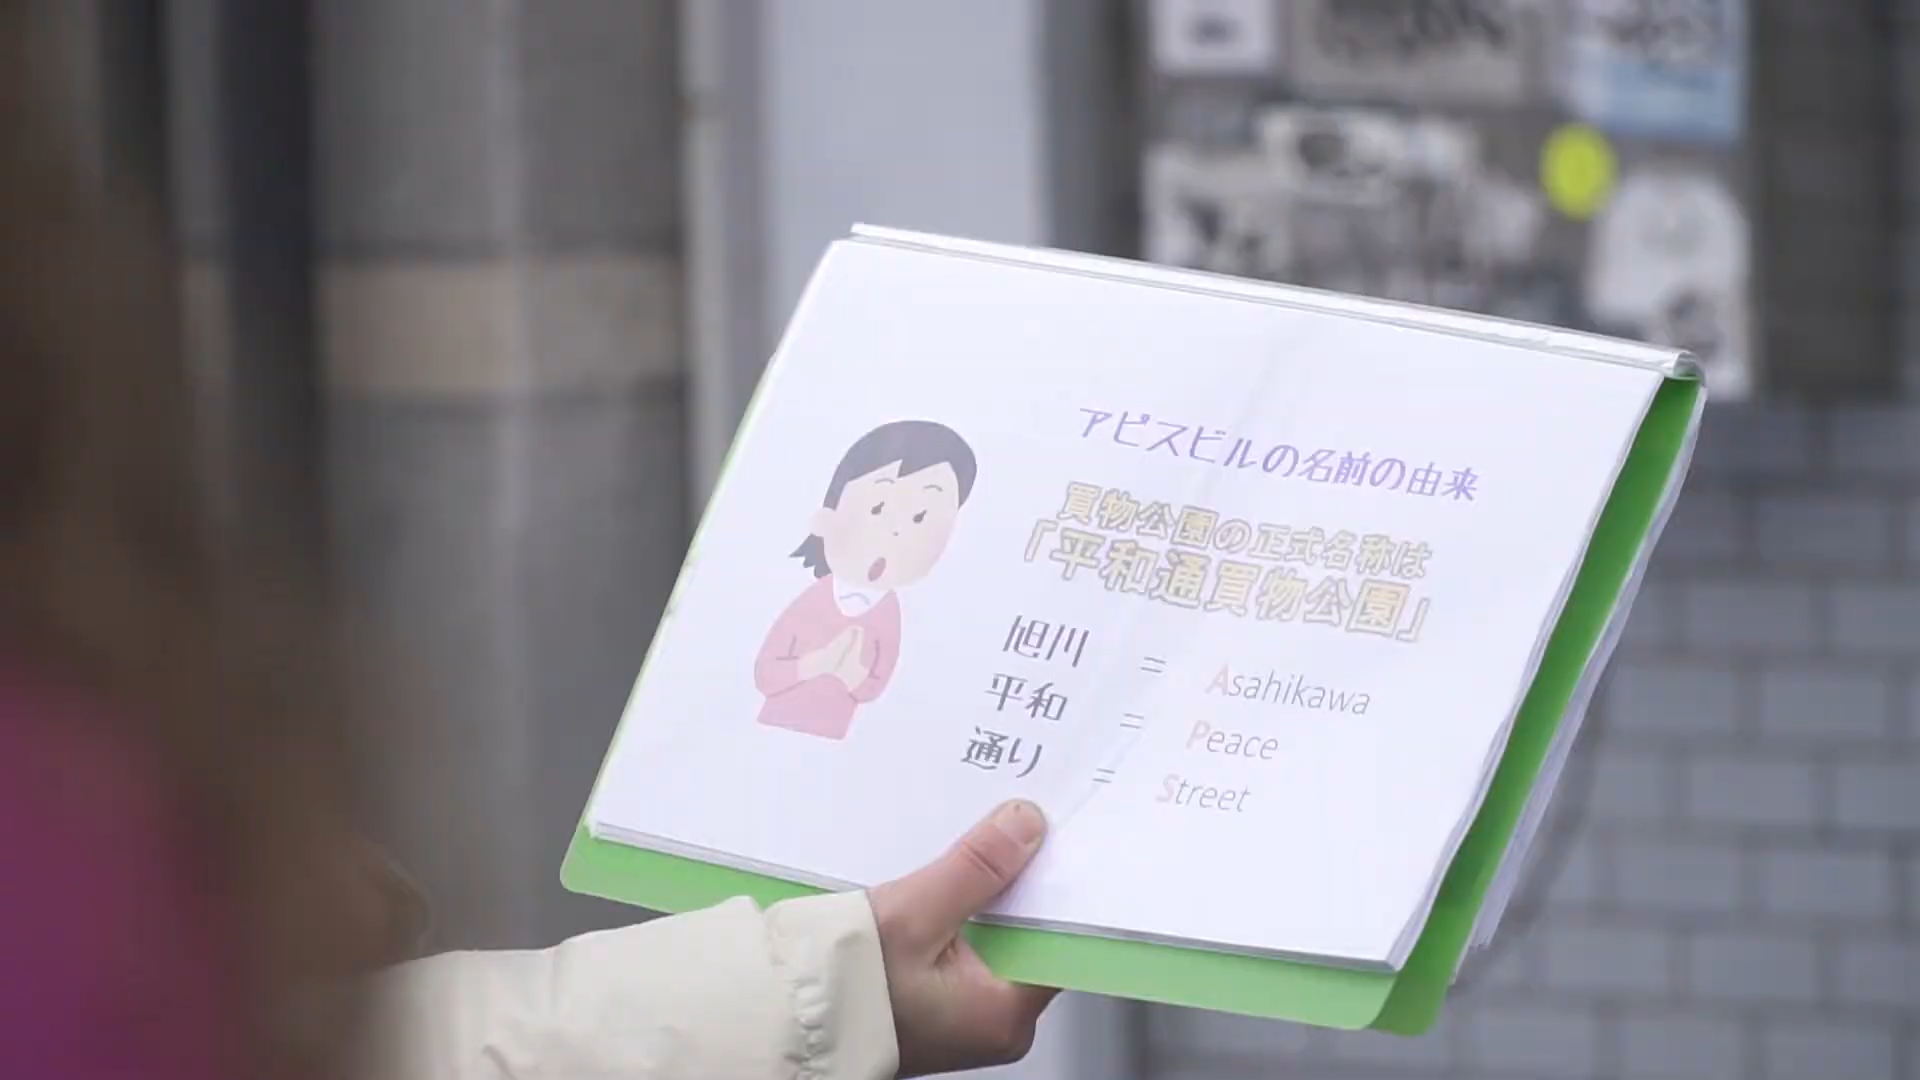 アピスビルの名前の由来
買物公園の正式名称は
「平和通買物公園」
旭川 = Asahikawa
平和 = Peace
通り = Street